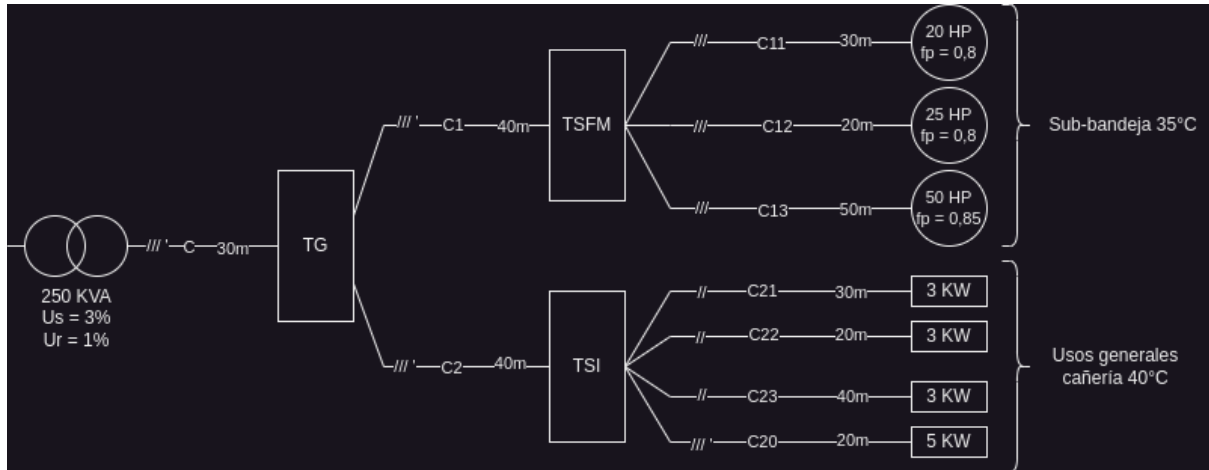 250 KVA
Us = 3%
Ur = 1%
/// ' C 30m
TG
/// ' C1 40m
TSFM
/// C11 30m
20 HP
fp = 0,8
/// C12 20m
25 HP
fp = 0,8
/// C13 50m
50 HP
fp = 0,85
Sub-bandeja 35°C
/// ' C2 40m
TSI
// C21 30m
3 KW
// C22 20m
3 KW
// C23 40m
3 KW
/// ' C20 20m
5 KW
Usos generales
cañería 40°C